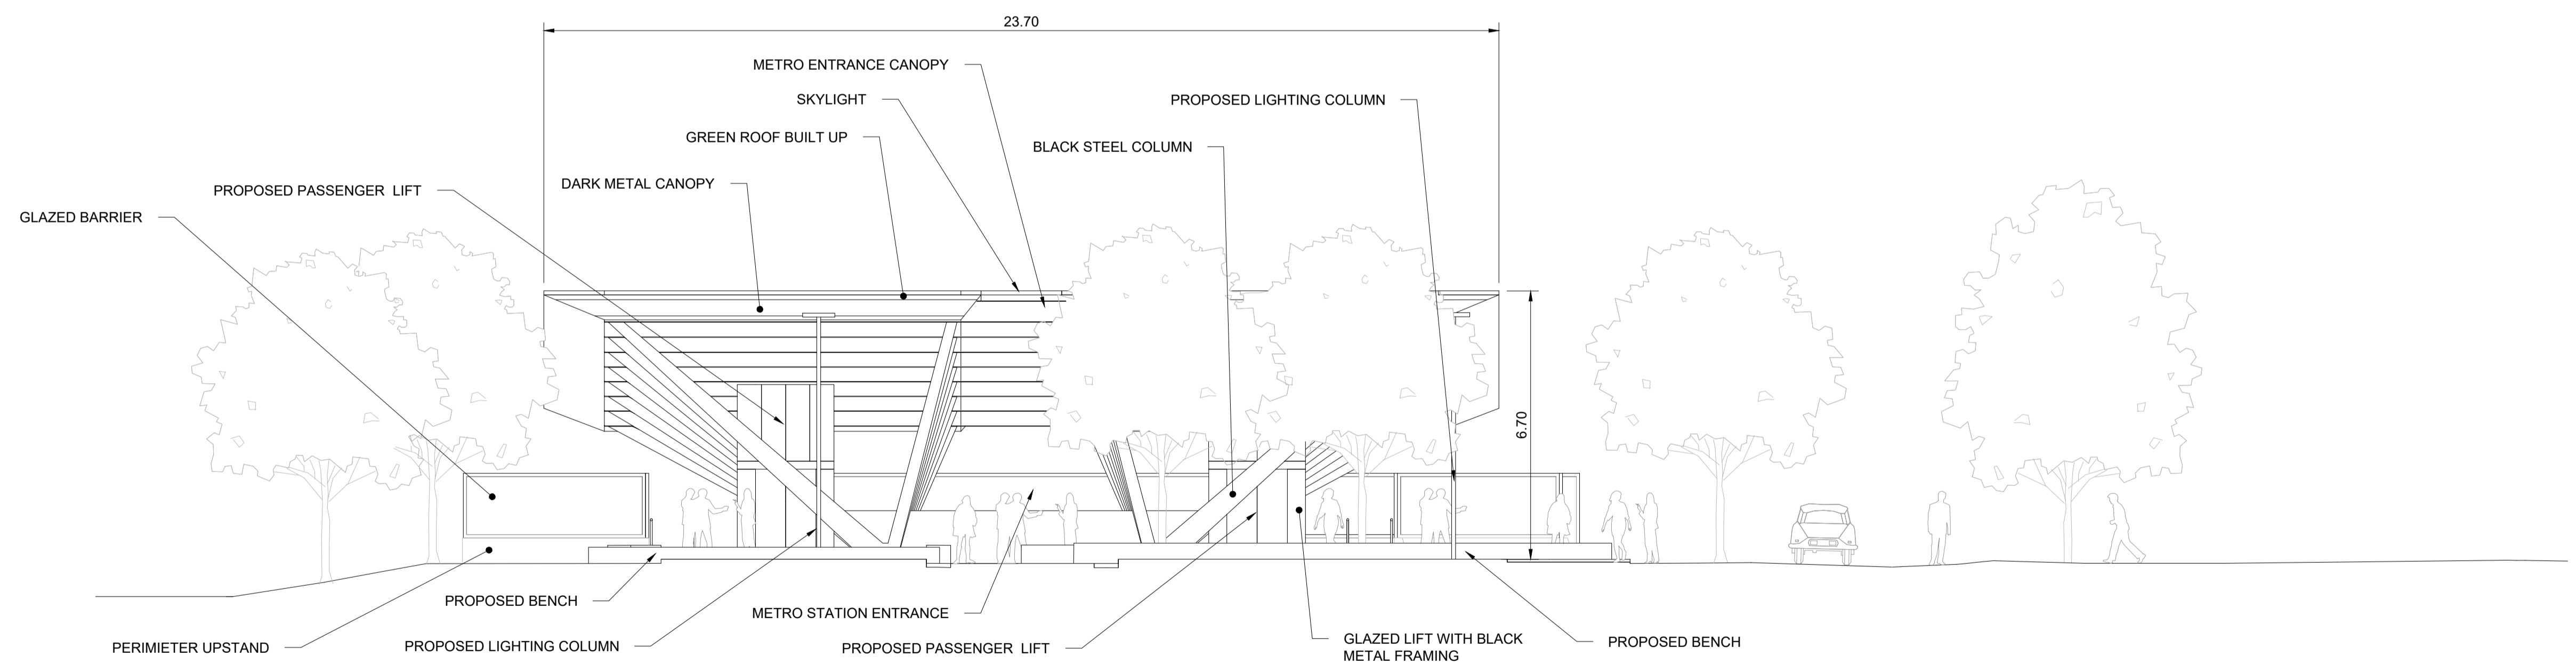 23.70
METRO ENTRANCE CANOPY
SKYLIGHT
PROPOSED LIGHTING COLUMN
GREEN ROOF BUILT UP
BLACK STEEL COLUMN
DARK METAL CANOPY
PROPOSED PASSENGER LIFT
GLAZED BARRIER
6.70
PROPOSED BENCH
METRO STATION ENTRANCE
PERIMIETER UPSTAND
PROPOSED LIGHTING COLUMN
PROPOSED PASSENGER LIFT
GLAZED LIFT WITH BLACK
METAL FRAMING
PROPOSED BENCH